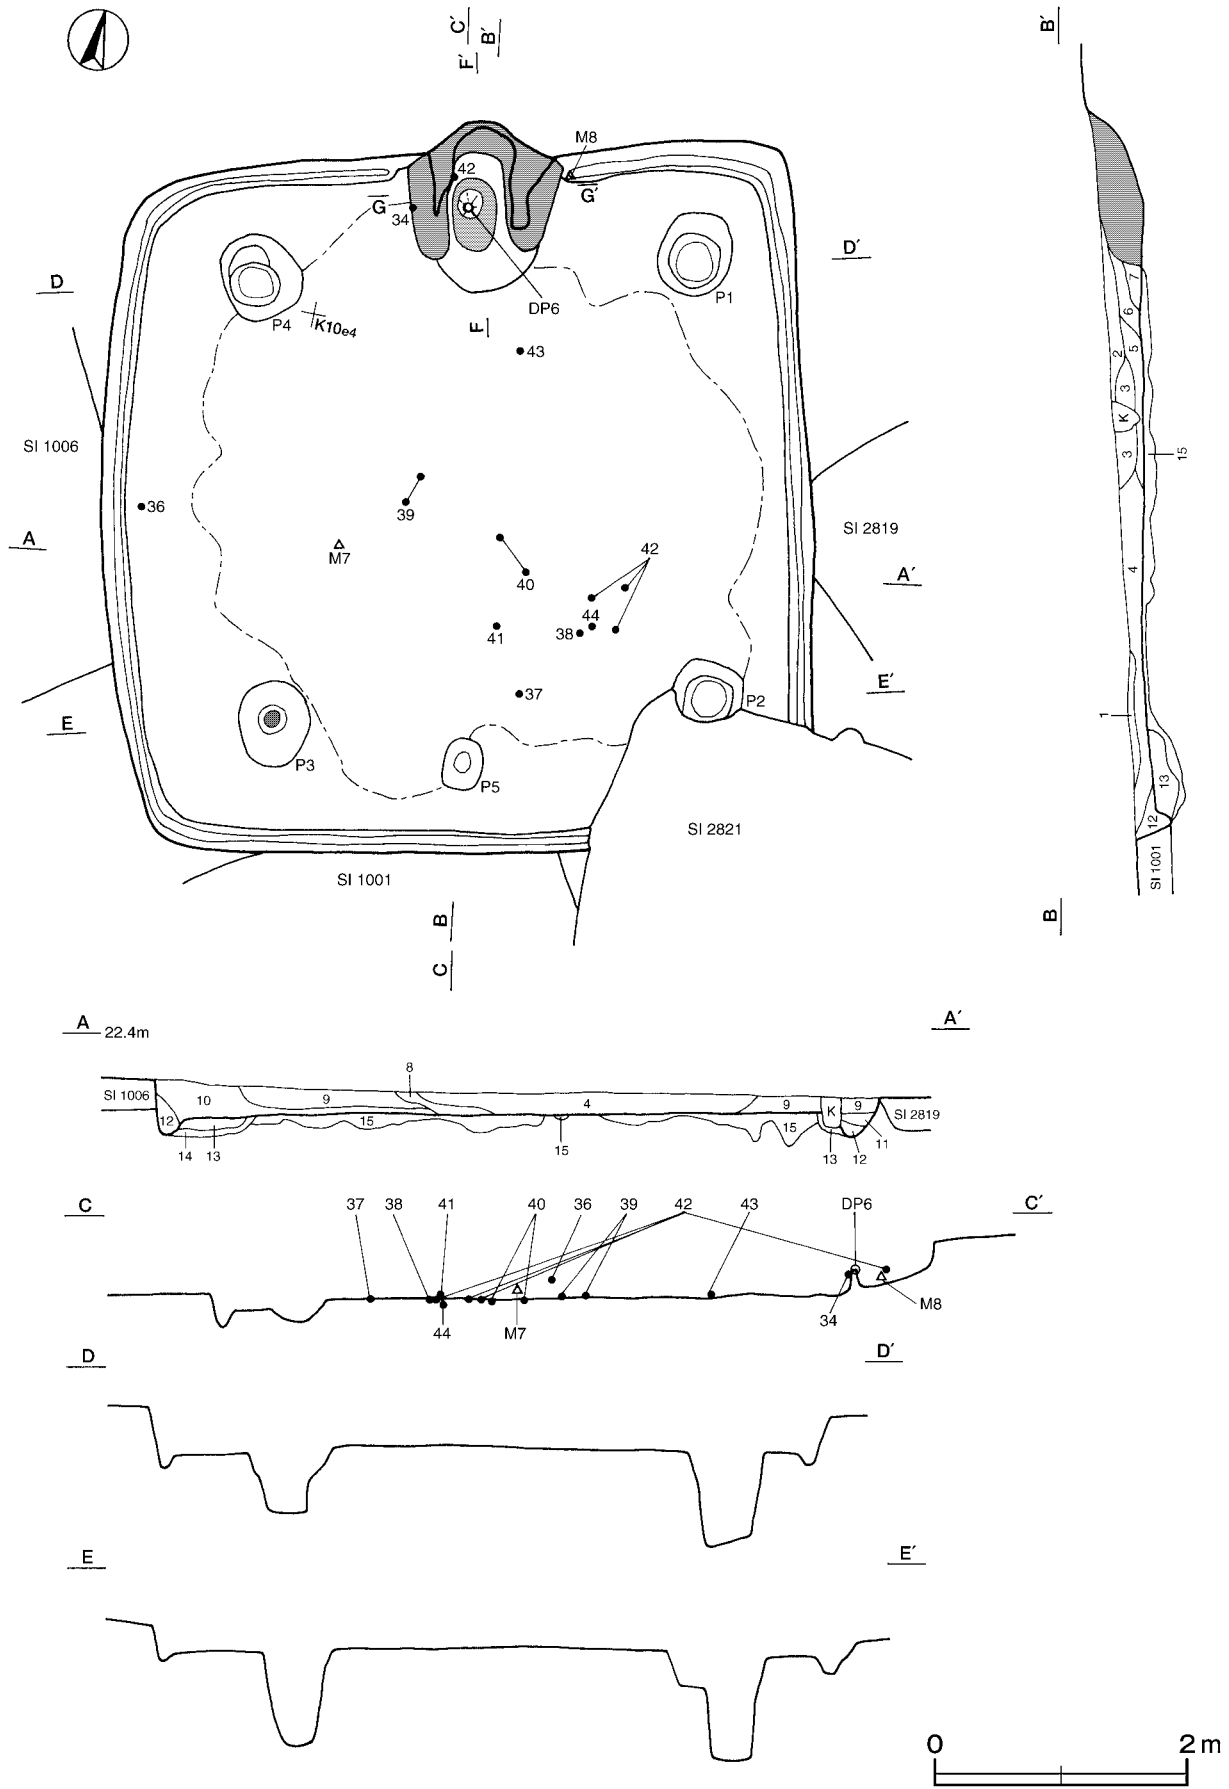 C′
B′
F′
B′
M8
42
G
G′
34
D
D′
P4
K10e4
DP6
P1
F
43
7
6
5
2
3
K
3
15
SI 1006
36
39
SI 2819
A
M7
42
A′
40
4
44
41
38
37
E′
P2
E
P3
P5
1
13
12
SI 2821
SI 1001
SI 1001
B
B
C
A 22.4m
A′
SI 1006
10
9
8
4
9
K
9
SI 2819
12
15
15
15
11
14
13
13
12
C
37
38
41
40
36
39
42
43
DP6
C′
44
M7
34
M8
D
D′
E
E′
0
2 m